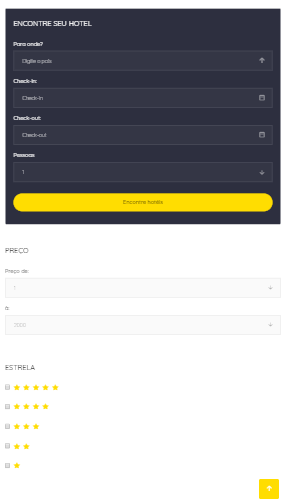 ENCONTRE SEU HOTEL
Para onde?
Digite o país
Check-in:
Check-in
Check-out:
Check-out
Pessoas
1
Encontre hotéis
PREÇO
Preço de:
1
a:
ESTRELA